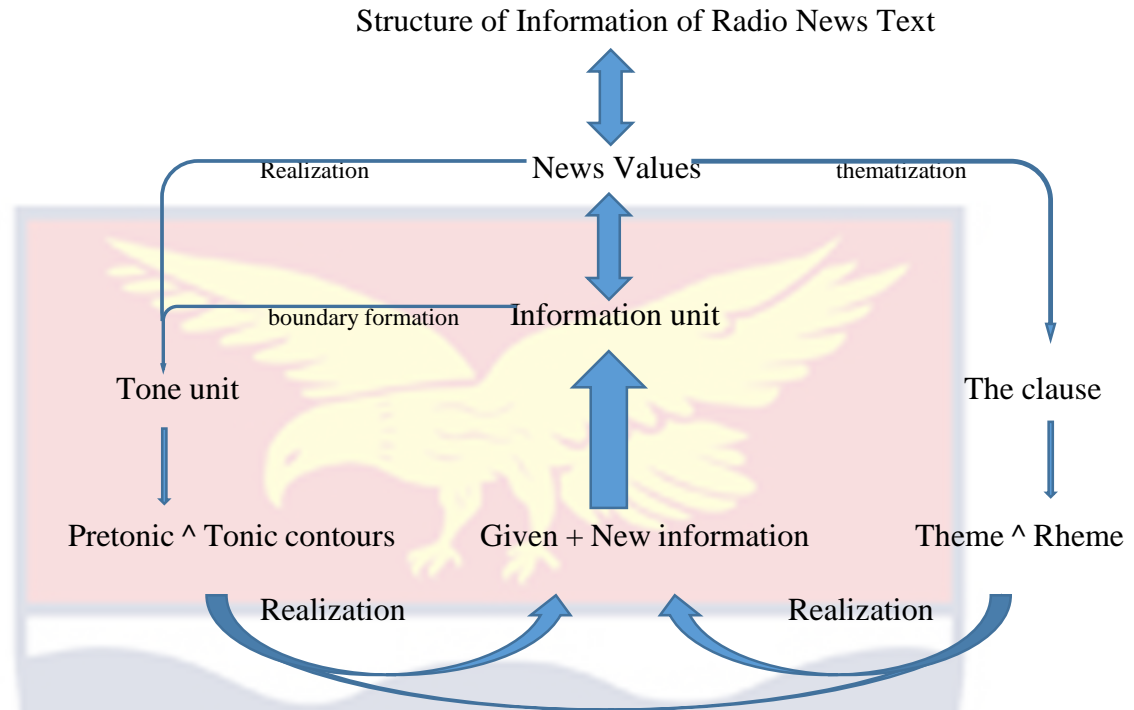 Structure of Information of Radio News Text
Realization
News Values
thematization
boundary formation
Information unit
Tone unit
The clause
Pretonic ^ Tonic contours
Given + New information
Theme ^ Rheme
Realization
Realization